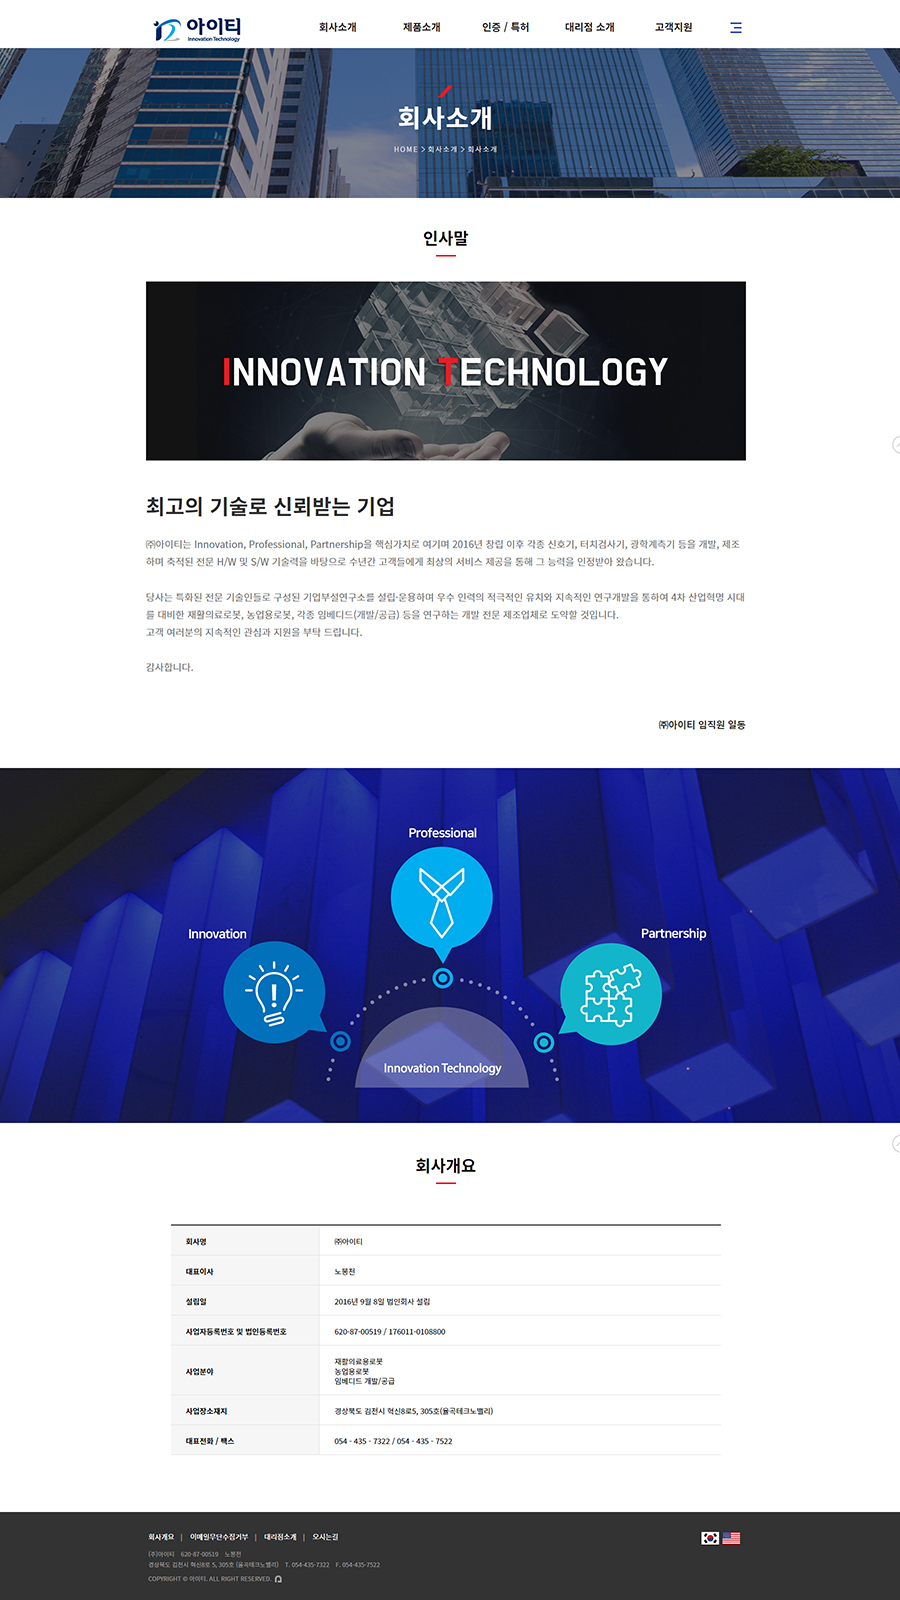 아이티
Innovation Technology
회사소개 제품소개 인증 / 특허 대리점 소개 고객지원
회사소개
HOME > 회사소개 > 회사소개
인사말
INNOVATION TECHNOLOGY
최고의 기술로 신뢰받는 기업
㈜아이티는 Innovation, Professional, Partnership을 핵심가치로 여기며 2016년 창립 이후 각종 신호기, 터치검사기, 광학계측기 등을 개발, 제조
하며 축적된 전문 H/W 및 S/W 기술력을 바탕으로 수년간 고객들에게 최상의 서비스 제공을 통해 그 능력을 인정받아 왔습니다.
당사는 특화된 전문 기술인들로 구성된 기업부설연구소를 설립·운용하며 우수 인력의 적극적인 유치와 지속적인 연구개발을 통하여 4차 산업혁명 시대
를 대비한 재활의료로봇, 농업용로봇, 각종 임베디드(개발/공급) 등을 연구하는 개발 전문 제조업체로 도약할 것입니다.
고객 여러분의 지속적인 관심과 지원을 부탁 드립니다.
감사합니다.
㈜아이티 임직원 일동
Professional
Innovation
Partnership
Innovation Technology
회사개요
회사명 ㈜아이티
대표이사 노봉천
설립일 2016년 9월 8일 법인회사 설립
사업자등록번호 및 법인등록번호 620-87-00519 / 176011-0108800
사업분야 재활의료용로봇
농업용로봇
임베디드 개발/공급
사업장소재지 경상북도 김천시 혁신8로5, 305호(율곡테크노밸리)
대표전화 / 팩스 054 - 435 - 7322 / 054 - 435 - 7522
회사개요 | 이메일무단수집거부 | 대리점소개 | 오시는길
(주)아이티 620-87-00519 노봉천
경상북도 김천시 혁신8로 5, 305호 (율곡테크노밸리) T. 054-435-7322 F. 054-435-7522
COPYRIGHT © 아이티. ALL RIGHT RESERVED.